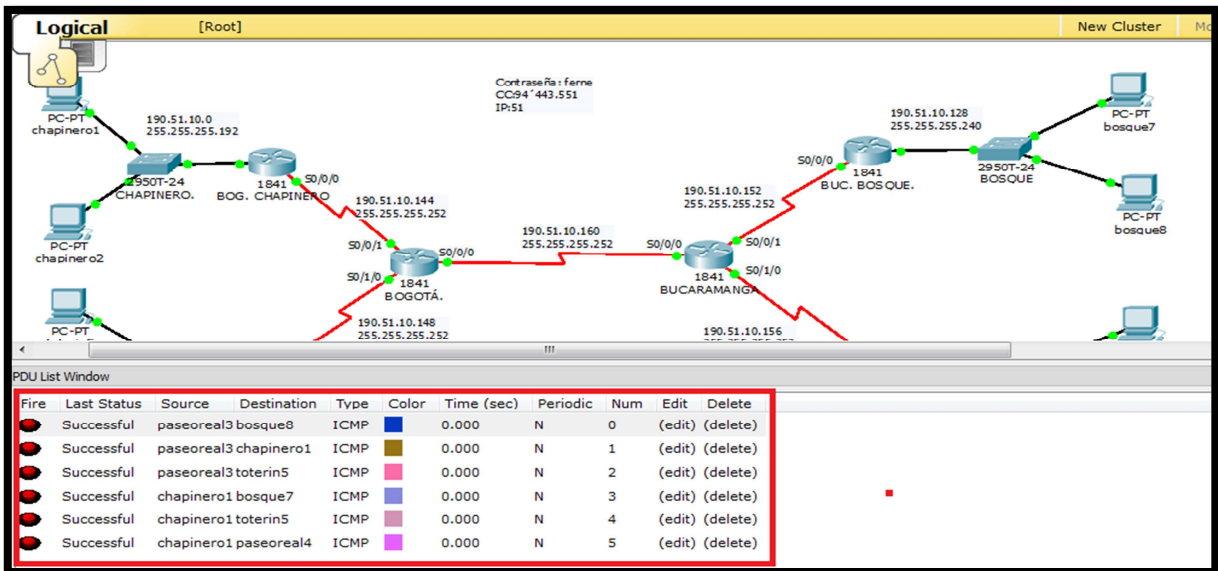 Logical [Root] New Cluster
Contraseña: ferne
CC:94´443.551
IP:51
PC-PT
chapinero1
190.51.10.0
255.255.255.192
2950T-24
CHAPINERO.
1841
BOG. CHAPINERO
S0/0/0
190.51.10.144
255.255.255.252
PC-PT
chapinero2
S0/0/1
S0/0/0
S0/1/0
1841
BOGOTÁ.
190.51.10.148
255.255.255.252
PC-PT
190.51.10.160
255.255.255.252
S0/0/0
S0/0/1
S0/1/0
1841
BUCARAMANGA
190.51.10.152
255.255.255.252
190.51.10.156
S0/0/0
1841
BUC. BOSQUE.
190.51.10.128
255.255.255.240
2950T-24
BOSQUE
PC-PT
bosque7
PC-PT
bosque8
PDU List Window
Fire Last Status Source Destination Type Color Time (sec) Periodic Num Edit Delete
Successful paseoreal3 bosque8 ICMP 0.000 N 0 (edit) (delete)
Successful paseoreal3 chapinero1 ICMP 0.000 N 1 (edit) (delete)
Successful paseoreal3 toterin5 ICMP 0.000 N 2 (edit) (delete)
Successful chapinero1 bosque7 ICMP 0.000 N 3 (edit) (delete)
Successful chapinero1 toterin5 ICMP 0.000 N 4 (edit) (delete)
Successful chapinero1 paseoreal4 ICMP 0.000 N 5 (edit) (delete)